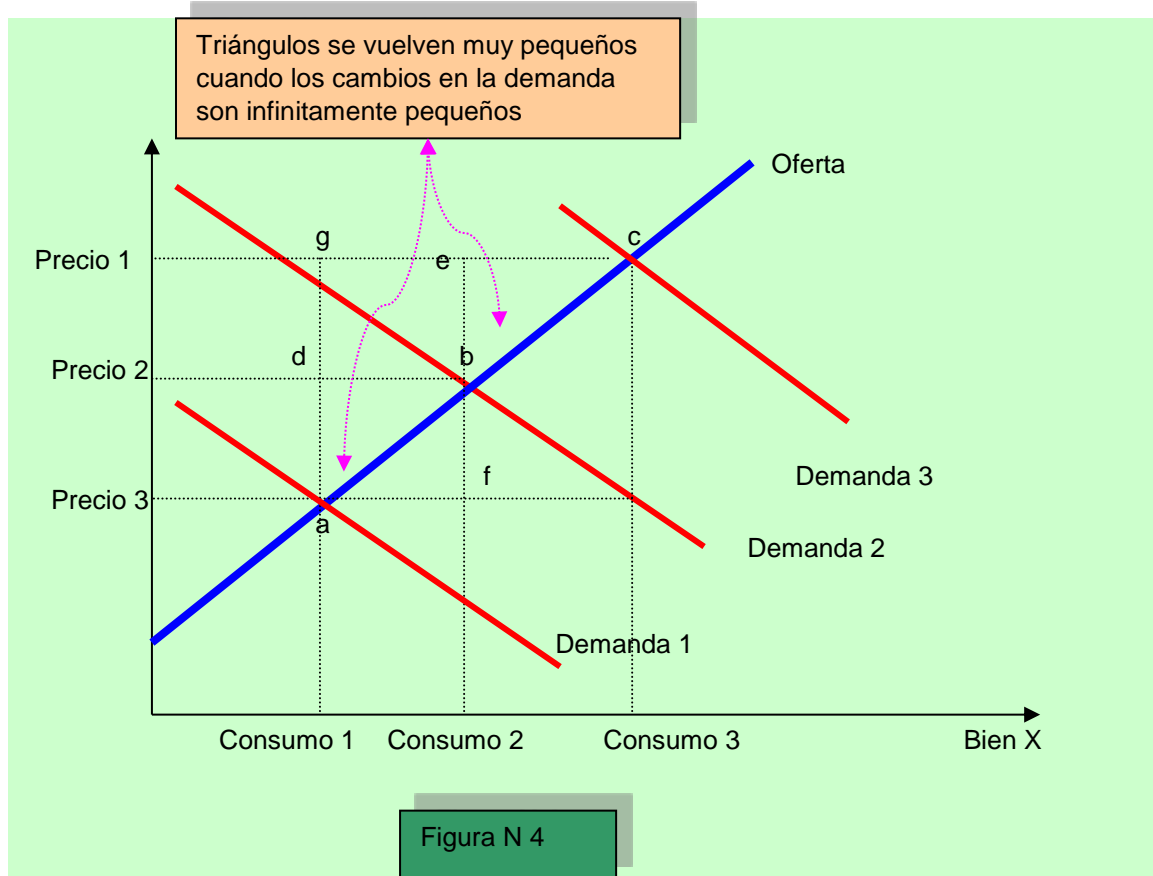 Triángulos se vuelven muy pequeños
cuando los cambios en la demanda
son infinitamente pequeños
Oferta
g
c
Precio 1
e
d
b
Precio 2
f
Demanda 3
Precio 3
a
Demanda 2
Demanda 1
Consumo 1
Consumo 2
Consumo 3
Bien X
Figura N 4